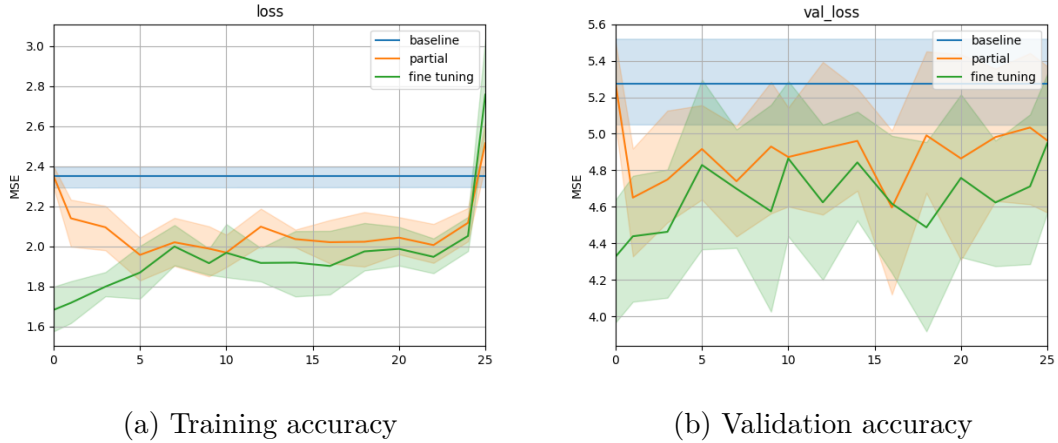 loss
3.0
2.8
2.6
2.4
2.2
2.0
1.8
1.6
MSE
0
5
10
15
20
25
baseline
partial
fine tuning
(a) Training accuracy
val_loss
5.6
5.4
5.2
5.0
4.8
4.6
4.4
4.2
4.0
MSE
0
5
10
15
20
25
baseline
partial
fine tuning
(b) Validation accuracy